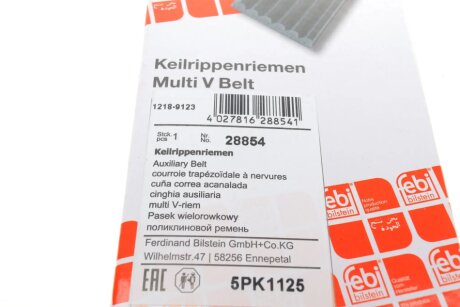 Keilrippenriemen
Multi V Belt
1218-9123
4 027816 288541
Stck. pcs 1 Nr. No. 28854
Keilrippenriemen
Auxiliary Belt
courroie trapézoïdale à nervures
cuña correa acanalada
cinghia ausiliaria
multi V-riem
Pasek wielorowkowy
поликлиновой ремень
Ferdinand Bilstein GmbH+Co.KG
Wilhelmstr.47 | 58256 Ennepetal
EAC 5PK1125
febi
bilstein
febi
bilstein